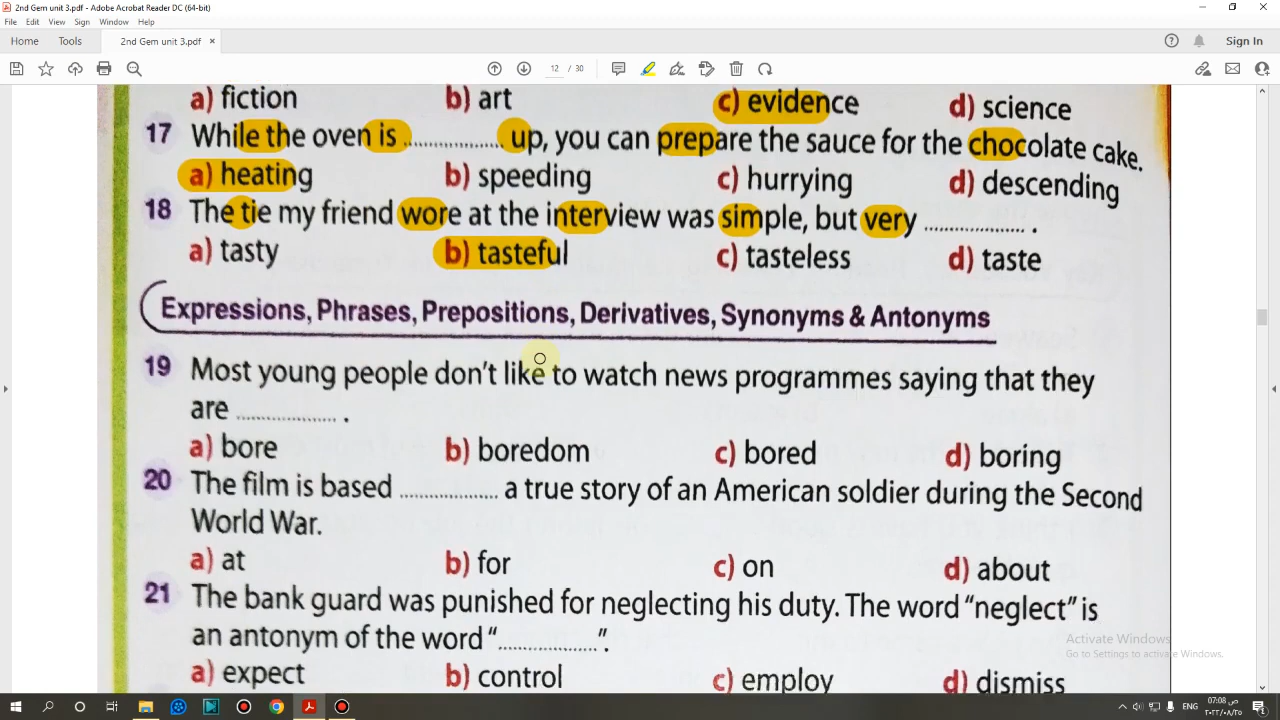 2nd Gem unit 3.pdf - Adobe Acrobat Reader DC (64-bit)
File Edit View Sign Window Help
Home Tools 2nd Gem unit 3.pdf × Sign In
12 / 30
a) fiction b) art c) evidence d) science
17 While the oven is ................ up, you can prepare the sauce for the chocolate cake.
a) heating b) speeding c) hurrying d) descending
18 The tie my friend wore at the interview was simple, but very ................ .
a) tasty b) tasteful c) tasteless d) taste
Expressions, Phrases, Prepositions, Derivatives, Synonyms & Antonyms
19 Most young people don't like to watch news programmes saying that they
are ................ .
a) bore b) boredom c) bored d) boring
20 The film is based ................ a true story of an American soldier during the Second
World War.
a) at b) for c) on d) about
21 The bank guard was punished for neglecting his duty. The word "neglect" is
an antonym of the word "................".
a) expect b) control c) employ d) dismiss
Activate Windows
Go to Settings to activate Windows.
ENG 07:08 ص
٢٠٢٢/٠٨/٢٥